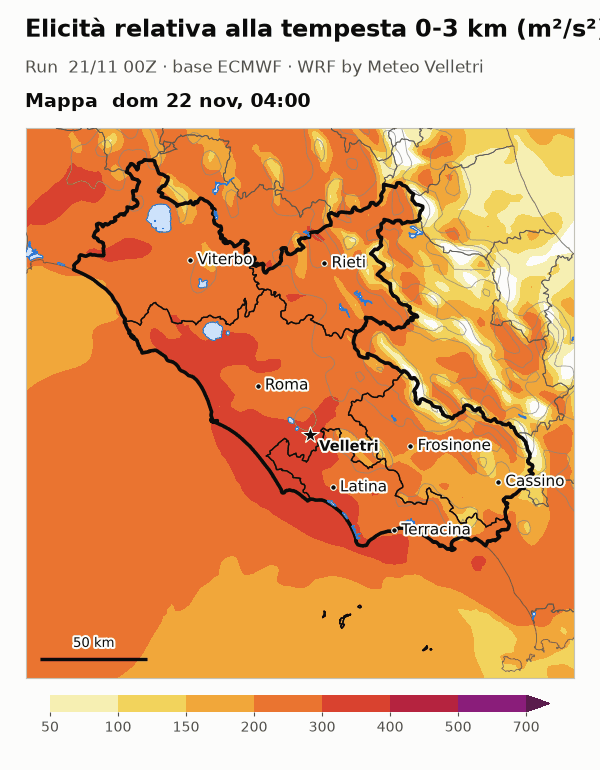 Elicità relativa alla tempesta 0-3 km (m²/s²)
Run 21/11 00Z · base ECMWF · WRF by Meteo Velletri
Mappa dom 22 nov, 04:00
Viterbo
Rieti
Roma
Velletri
Frosinone
Latina
Cassino
Terracina
50 km
50 100 150 200 300 400 500 700